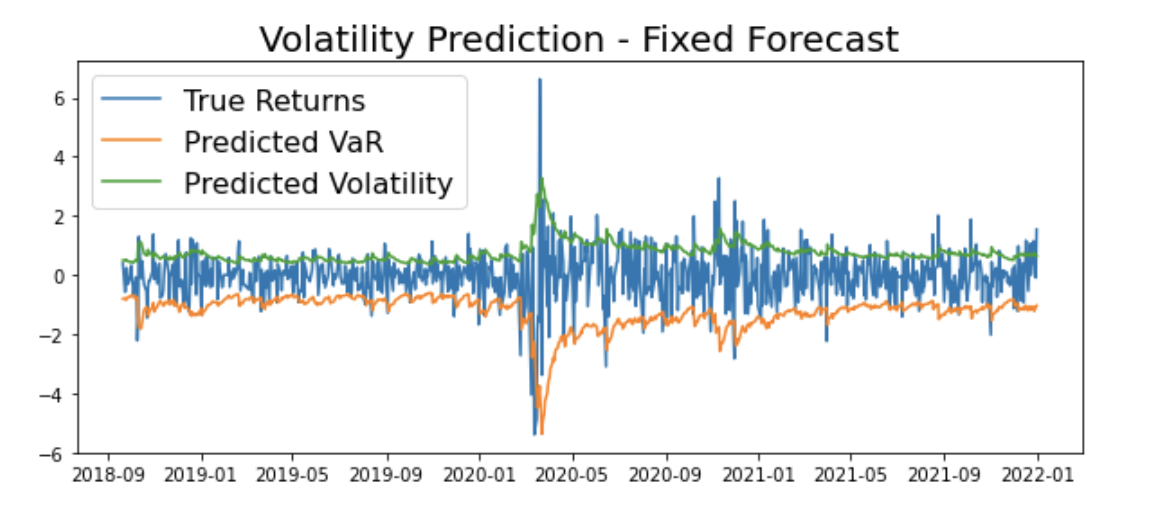 Volatility Prediction - Fixed Forecast
True Returns
Predicted VaR
Predicted Volatility
6
4
2
0
−2
−4
−6
2018-09 2019-01 2019-05 2019-09 2020-01 2020-05 2020-09 2021-01 2021-05 2021-09 2022-01